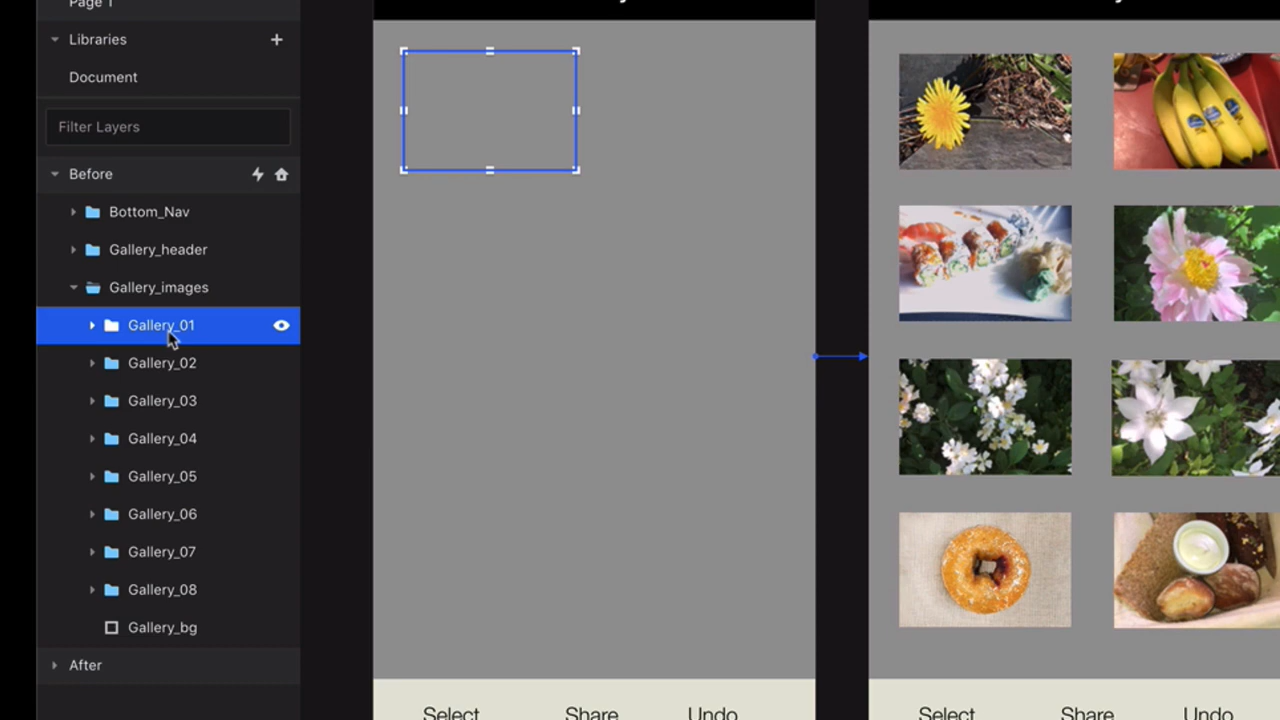 Page 1
Libraries
Document
Filter Layers
Before
Bottom_Nav
Gallery_header
Gallery_images
Gallery_01
Gallery_02
Gallery_03
Gallery_04
Gallery_05
Gallery_06
Gallery_07
Gallery_08
Gallery_bg
After
Select Share Undo
Select Share Undo